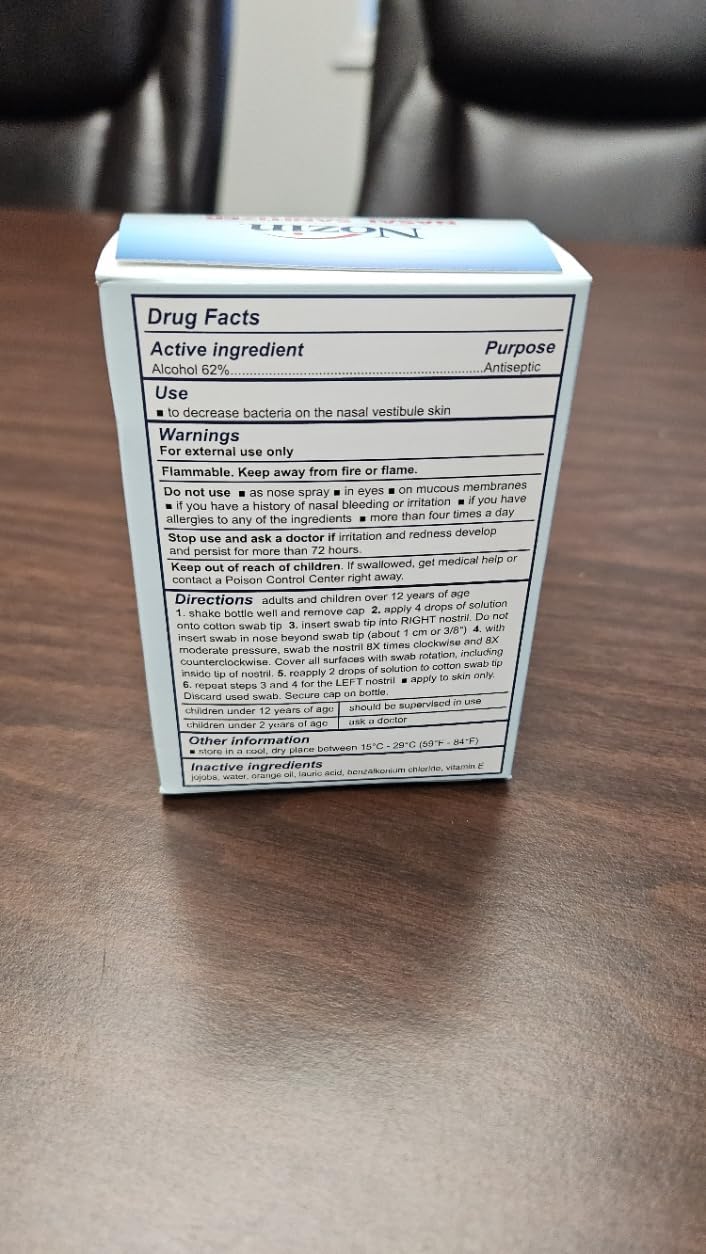 Nozin
NASAL SANITIZER
Drug Facts
Active ingredient Purpose
Alcohol 62%..................................................Antiseptic
Use
■ to decrease bacteria on the nasal vestibule skin
Warnings
For external use only
Flammable. Keep away from fire or flame.
Do not use ■ as nose spray ■ in eyes ■ on mucous membranes
■ if you have a history of nasal bleeding or irritation ■ if you have
allergies to any of the ingredients ■ more than four times a day
Stop use and ask a doctor if irritation and redness develop
and persist for more than 72 hours.
Keep out of reach of children. If swallowed, get medical help or
contact a Poison Control Center right away.
Directions adults and children over 12 years of age
1. shake bottle well and remove cap 2. apply 4 drops of solution
onto cotton swab tip 3. insert swab tip into RIGHT nostril. Do not
insert swab in nose beyond swab tip (about 1 cm or 3/8") 4. with
moderate pressure, swab the nostril 8X times clockwise and 8X
counterclockwise. Cover all surfaces with swab rotation, including
inside tip of nostril. 5. reapply 2 drops of solution to cotton swab tip
6. repeat steps 3 and 4 for the LEFT nostril ■ apply to skin only.
Discard used swab. Secure cap on bottle.
children under 12 years of age should be supervised in use
children under 2 years of age ask a doctor
Other information
■ store in a cool, dry place between 15°C - 29°C (59°F - 84°F)
Inactive ingredients
jojoba, water, orange oil, lauric acid, benzalkonium chloride, vitamin E